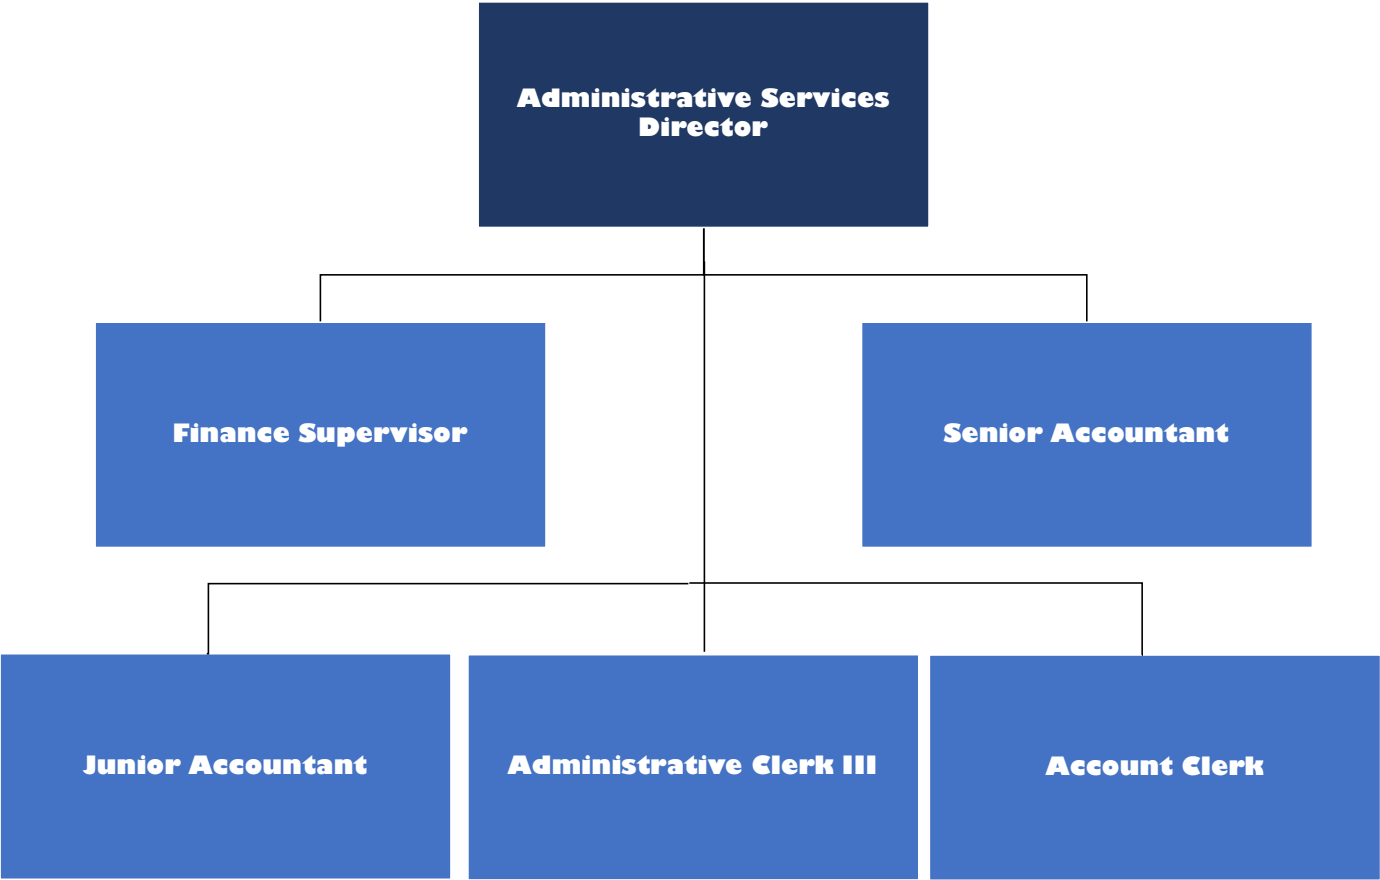 Administrative Services
Director
Finance Supervisor
Senior Accountant
Junior Accountant
Administrative Clerk III
Account Clerk